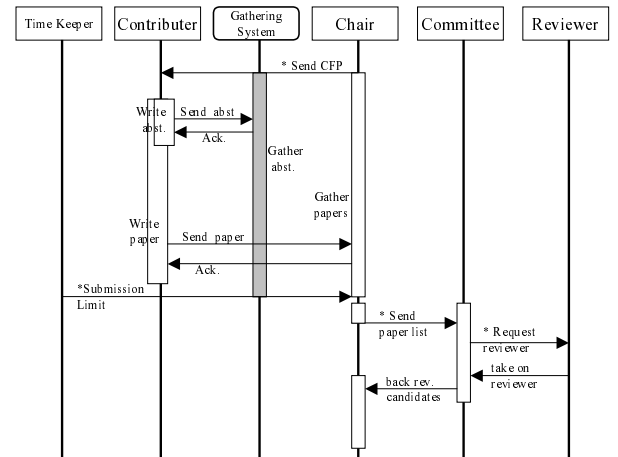 Time Keeper
Contributer
Gathering
System
Chair
Committee
Reviewer
* Send CFP
Write
abst.
Send abst
Ack.
Gather
abst.
Gather
papers
Write
paper
Send paper
Ack.
*Submission
Limit
* Send
paper list
* Request
reviewer
take on
reviewer
back rev.
candidates